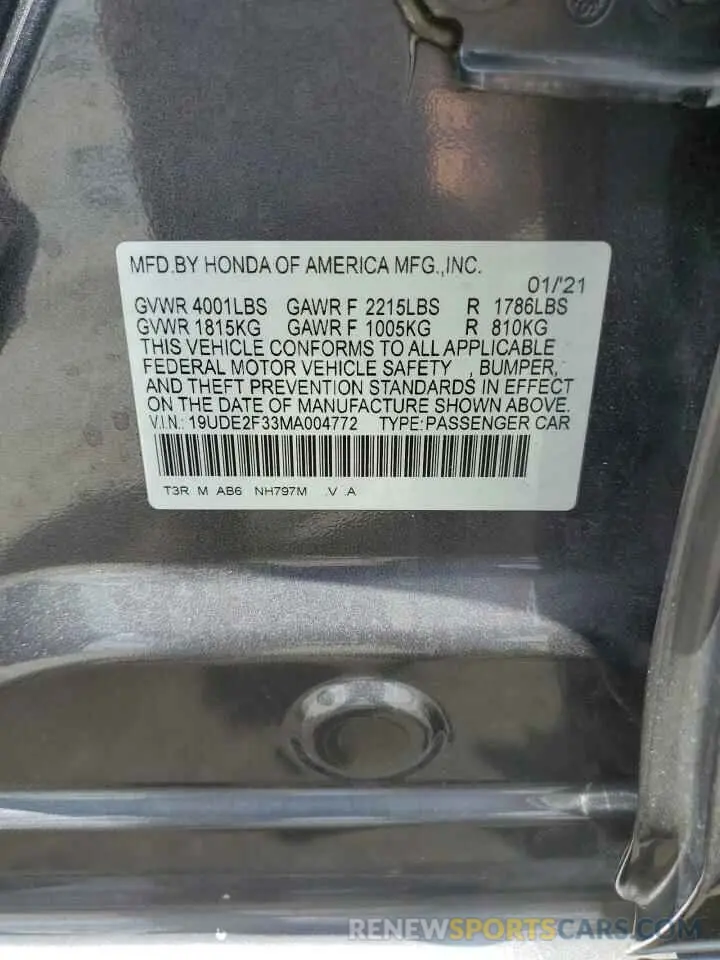 MFD.BY HONDA OF AMERICA MFG.,INC.
01/'21
GVWR 4001LBS GAWR F 2215LBS R 1786LBS
GVWR 1815KG GAWR F 1005KG R 810KG
THIS VEHICLE CONFORMS TO ALL APPLICABLE
FEDERAL MOTOR VEHICLE SAFETY , BUMPER,
AND THEFT PREVENTION STANDARDS IN EFFECT
ON THE DATE OF MANUFACTURE SHOWN ABOVE.
V.I.N.: 19UDE2F33MA004772 TYPE:PASSENGER CAR
T3R M AB6 NH797M .V .A
RENEWSPORTSCARS.COM